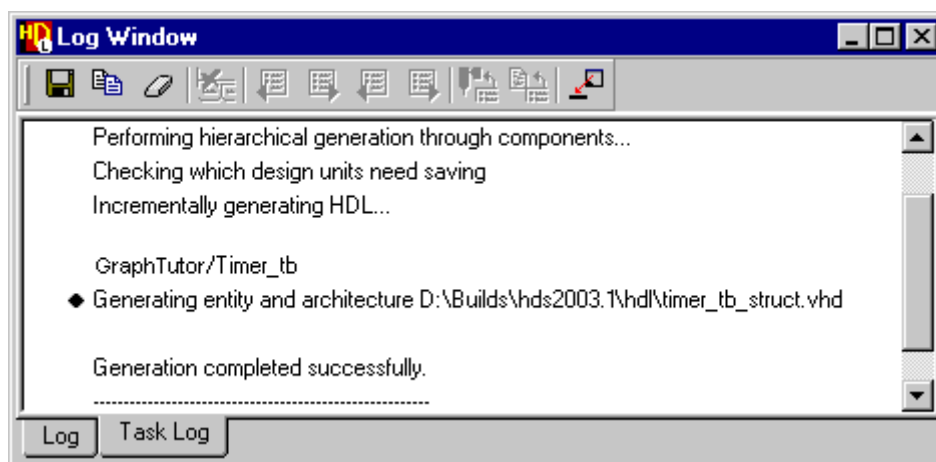 HDL
Log Window
Performing hierarchical generation through components...
Checking which design units need saving
Incrementally generating HDL...
GraphTutor/Timer_tb
◆ Generating entity and architecture D:\Builds\hds2003.1\hdl\timer_tb_struct.vhd
Generation completed successfully.
--------------------------------------------------------
Log
Task Log